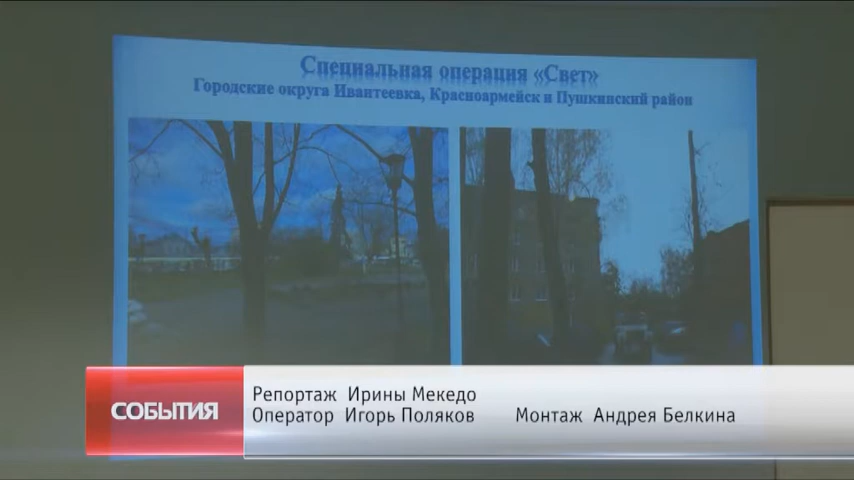 Специальная операция «Свет»
Городские округа Ивантеевка, Красноармейск и Пушкинский район
СОБЫТИЯ
Репортаж Ирины Мекедо
Оператор Игорь Поляков Монтаж Андрея Белкина